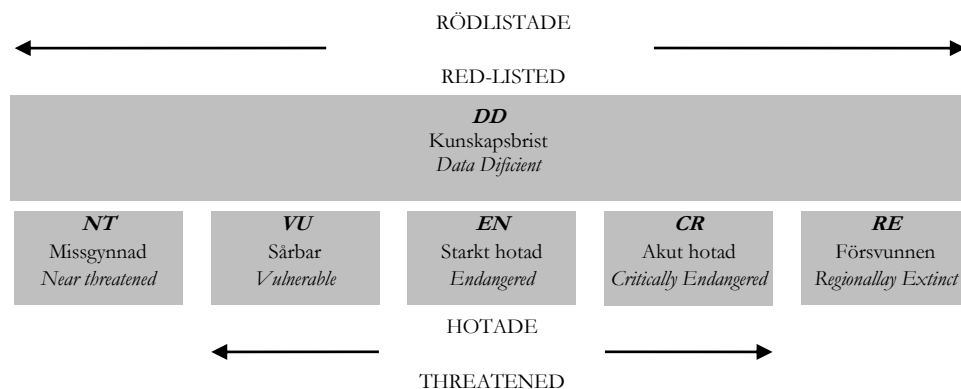 RÖDLISTADE
RED-LISTED
DD
Kunskapsbrist
Data Dificient
NT
Missgynnad
Near threatened
VU
Sårbar
Vulnerable
EN
Starkt hotad
Endangered
CR
Akut hotad
Critically Endangered
RE
Försvunnen
Regionallay Extinct
HOTADE
THREATENED